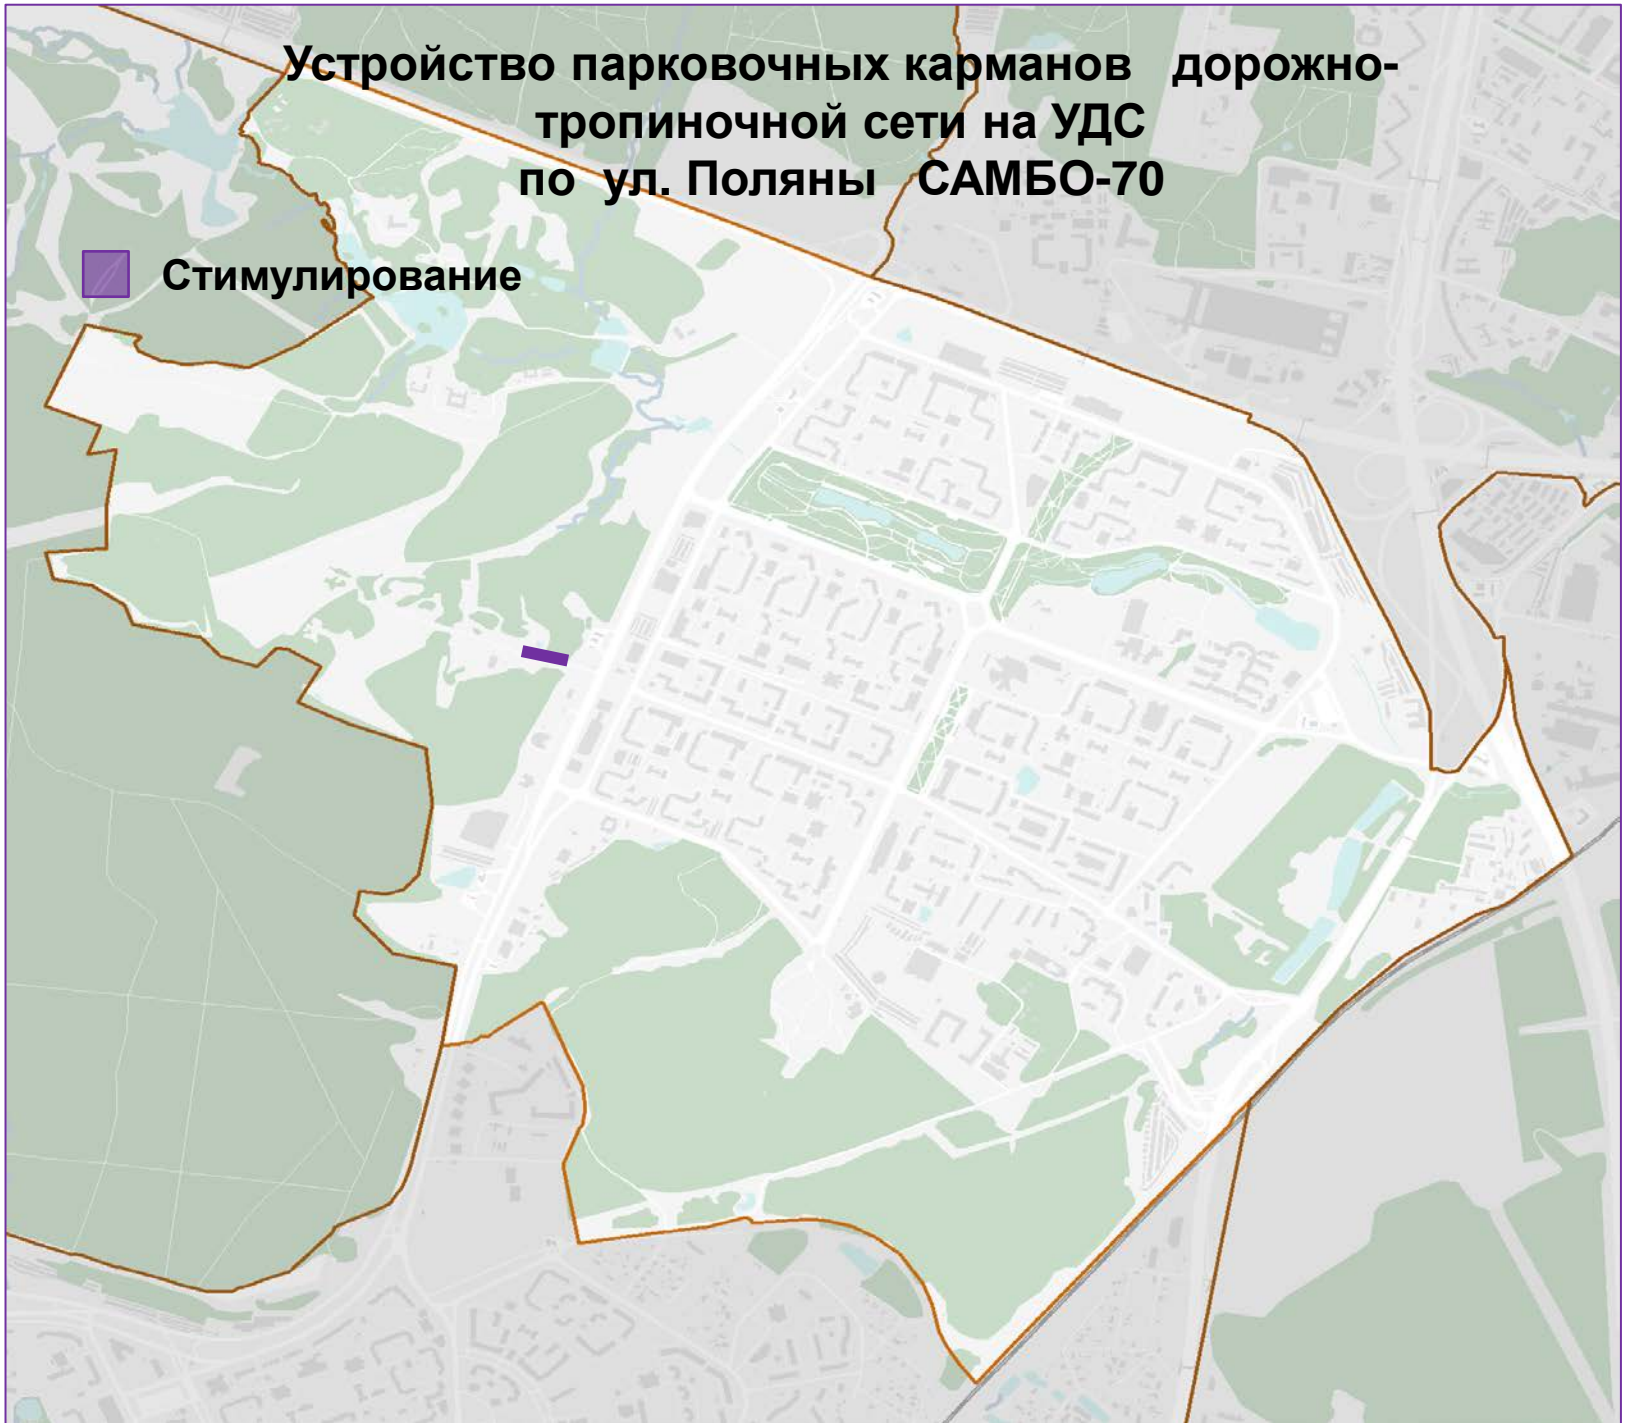 Устройство парковочных карманов дорожно-
тропиночной сети на УДС
по ул. Поляны САМБО-70
Стимулирование